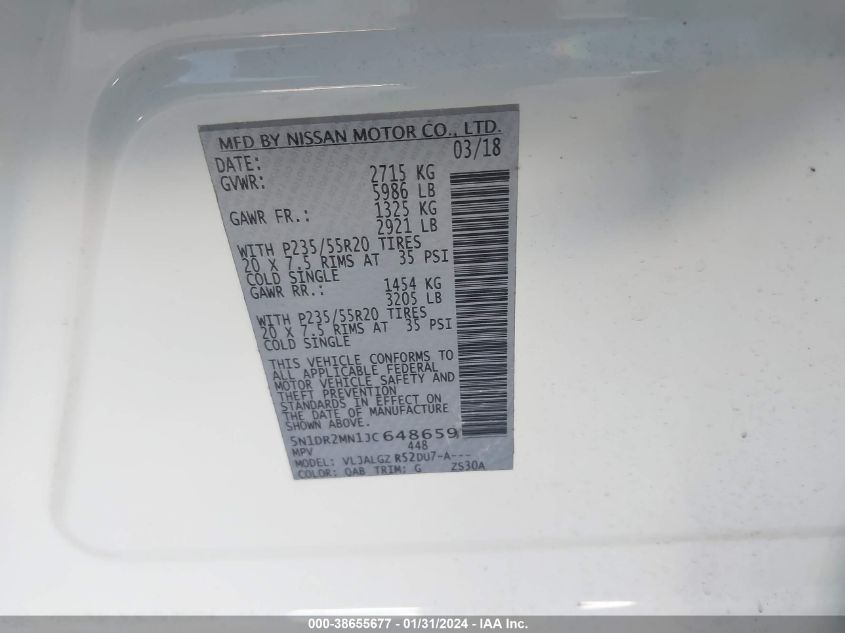 MFD BY NISSAN MOTOR CO., LTD.
DATE: 03/18
GVWR: 2715 KG
5986 LB
GAWR FR.: 1325 KG
2921 LB
WITH P235/55R20 TIRES
20 X 7.5 RIMS AT 35 PSI
COLD SINGLE
GAWR RR.: 1454 KG
3205 LB
WITH P235/55R20 TIRES
20 X 7.5 RIMS AT 35 PSI
COLD SINGLE
THIS VEHICLE CONFORMS TO
ALL APPLICABLE FEDERAL
MOTOR VEHICLE SAFETY AND
THEFT PREVENTION
STANDARDS IN EFFECT ON
THE DATE OF MANUFACTURE
SHOWN ABOVE.
5N1DR2MN1JC648659
MPV 448
MODEL: VLJALGZ R52DU7-A---
COLOR: QAB TRIM: G ZS30A
000-38655677 - 01/31/2024 - IAA Inc.